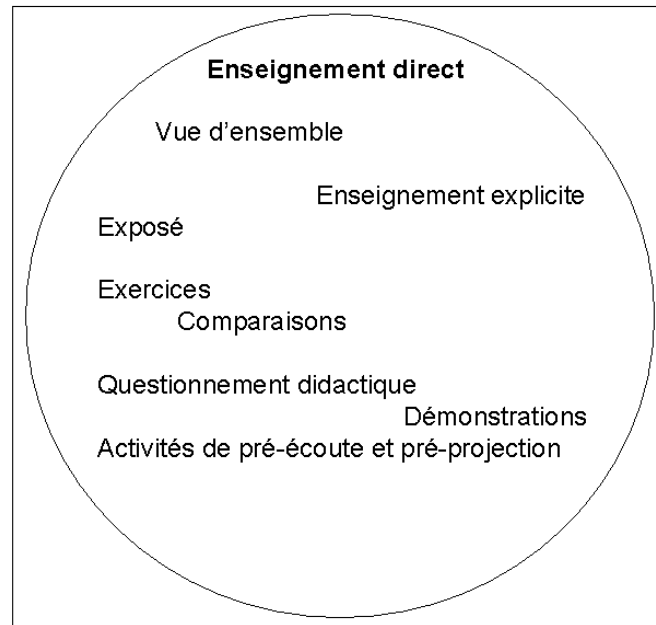 Enseignement direct
Vue d’ensemble
Enseignement explicite
Exposé
Exercices
Comparaisons
Questionnement didactique
Démonstrations
Activités de pré-écoute et pré-projection